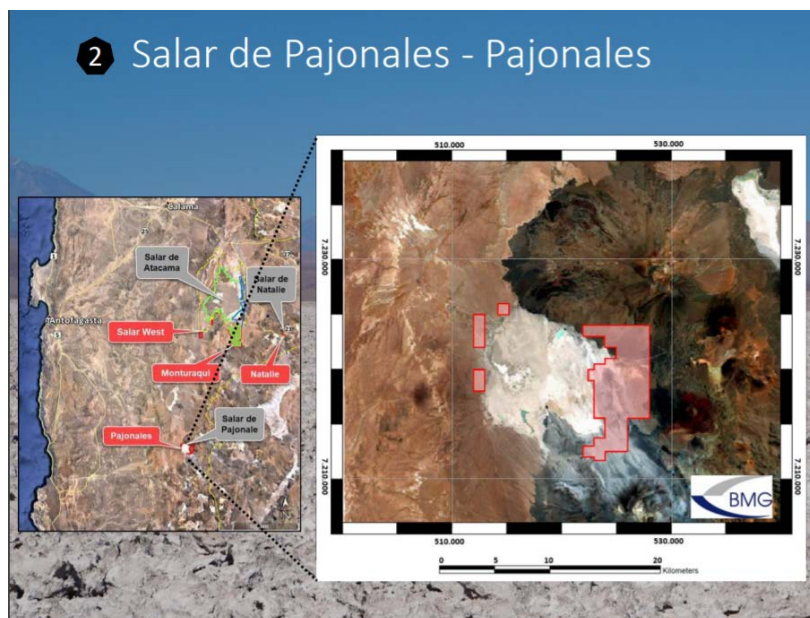 2 Salar de Pajonales - Pajonales
510.000 530.000
7.230.000 7.230.000
7.210.000 7.210.000
510.000 530.000
0 5 10 20
Kilometers
BMG
Salar de
Atacama
Salar de
Natalie
Salar West
Antofagasta
Monturaqui
Natalie
Pajonales
Salar de
Pajonale